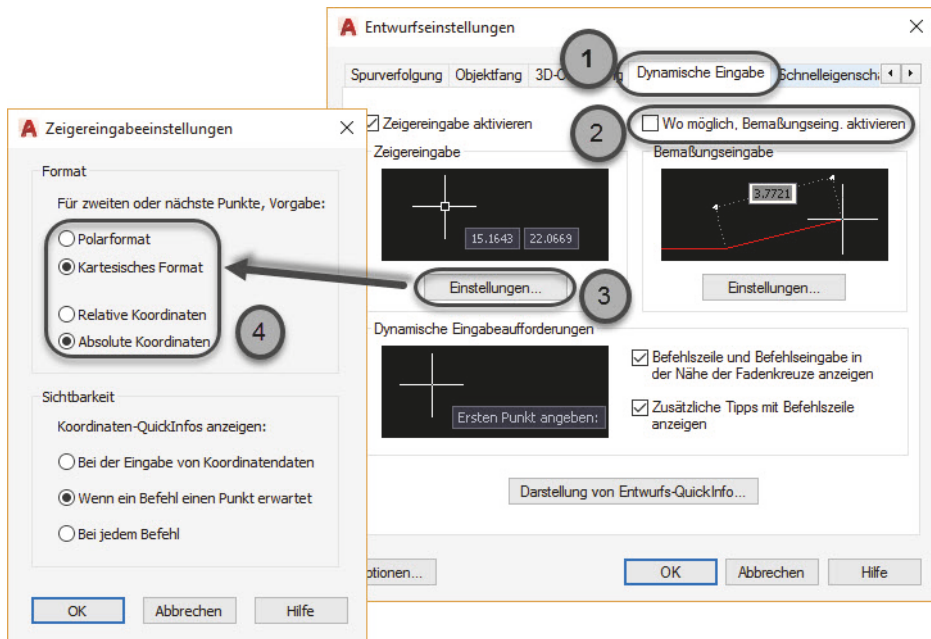 Entwurfseinstellungen
1
Spurverfolgung Objektfang Dynamische Eingabe
2
Zeigereingabe aktivieren
Wo möglich, Bemaßungseing. aktivieren
Zeigereingabe
Bemaßungseingabe
15.1643 22.0669
3.7721
Einstellungen...
3
Einstellungen...
Dynamische Eingabeaufforderungen
Ersten Punkt angeben:
Befehlszeile und Befehlseingabe in
der Nähe der Fadenkreuze anzeigen
Zusätzliche Tipps mit Befehlszeile
anzeigen
Darstellung von Entwurfs-QuickInfo...
OK Abbrechen Hilfe
Zeigereingabeeinstellungen
Format
Für zweiten oder nächste Punkte, Vorgabe:
Polarformat
Kartesisches Format
Relative Koordinaten
Absolute Koordinaten
4
Sichtbarkeit
Koordinaten-QuickInfos anzeigen:
Bei der Eingabe von Koordinatendaten
Wenn ein Befehl einen Punkt erwartet
Bei jedem Befehl
OK Abbrechen Hilfe